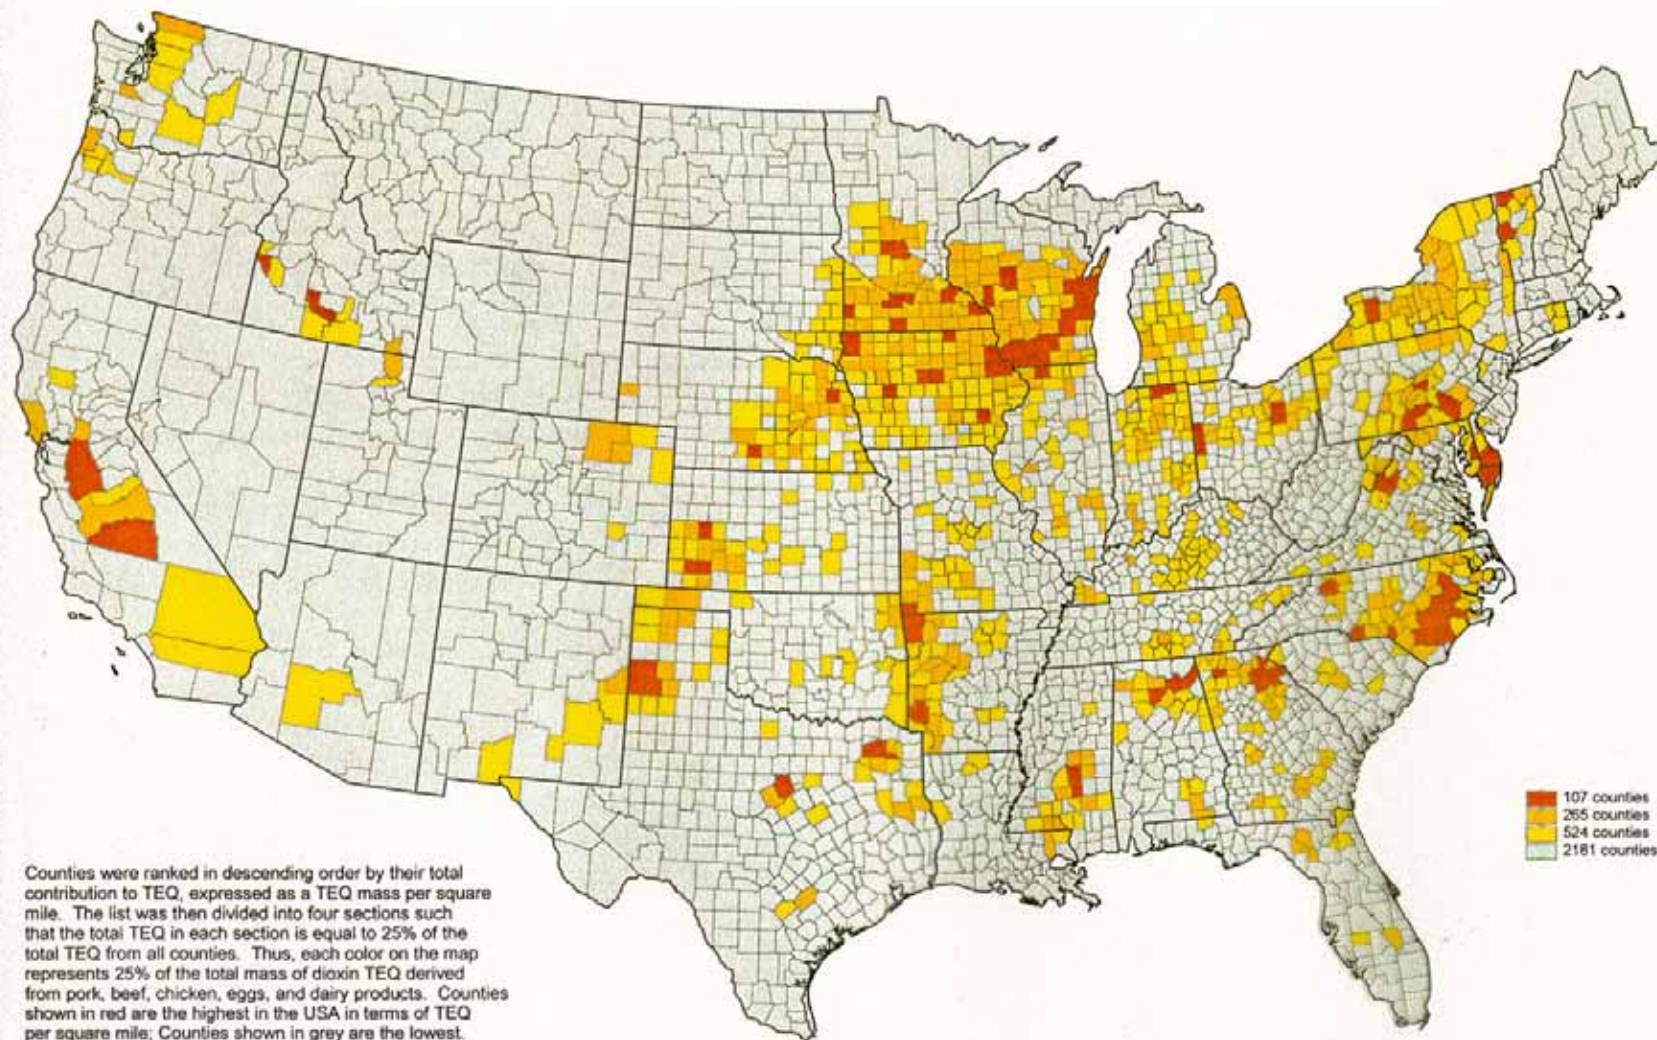 107 counties
265 counties
524 counties
2181 counties
Counties were ranked in descending order by their total
contribution to TEQ, expressed as a TEQ mass per square
mile. The list was then divided into four sections such
that the total TEQ in each section is equal to 25% of the
total TEQ from all counties. Thus, each color on the map
represents 25% of the total mass of dioxin TEQ derived
from pork, beef, chicken, eggs, and dairy products. Counties
shown in red are the highest in the USA in terms of TEQ
per square mile; Counties shown in grey are the lowest.